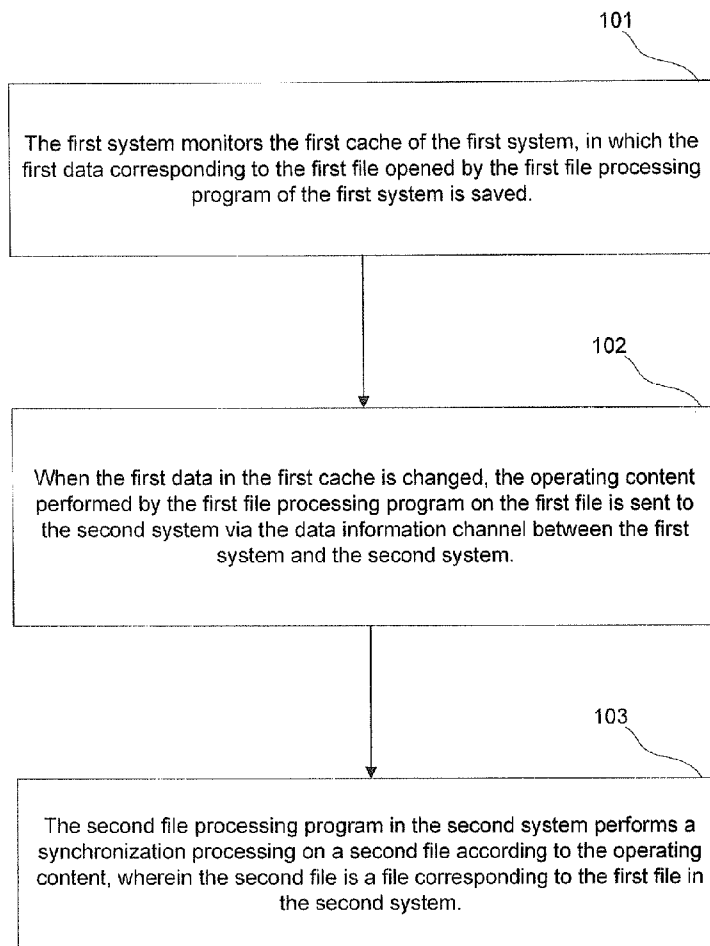 101
The first system monitors the first cache of the first system, in which the
first data corresponding to the first file opened by the first file processing
program of the first system is saved.
102
When the first data in the first cache is changed, the operating content
performed by the first file processing program on the first file is sent to
the second system via the data information channel between the first
system and the second system.
103
The second file processing program in the second system performs a
synchronization processing on a second file according to the operating
content, wherein the second file is a file corresponding to the first file in
the second system.